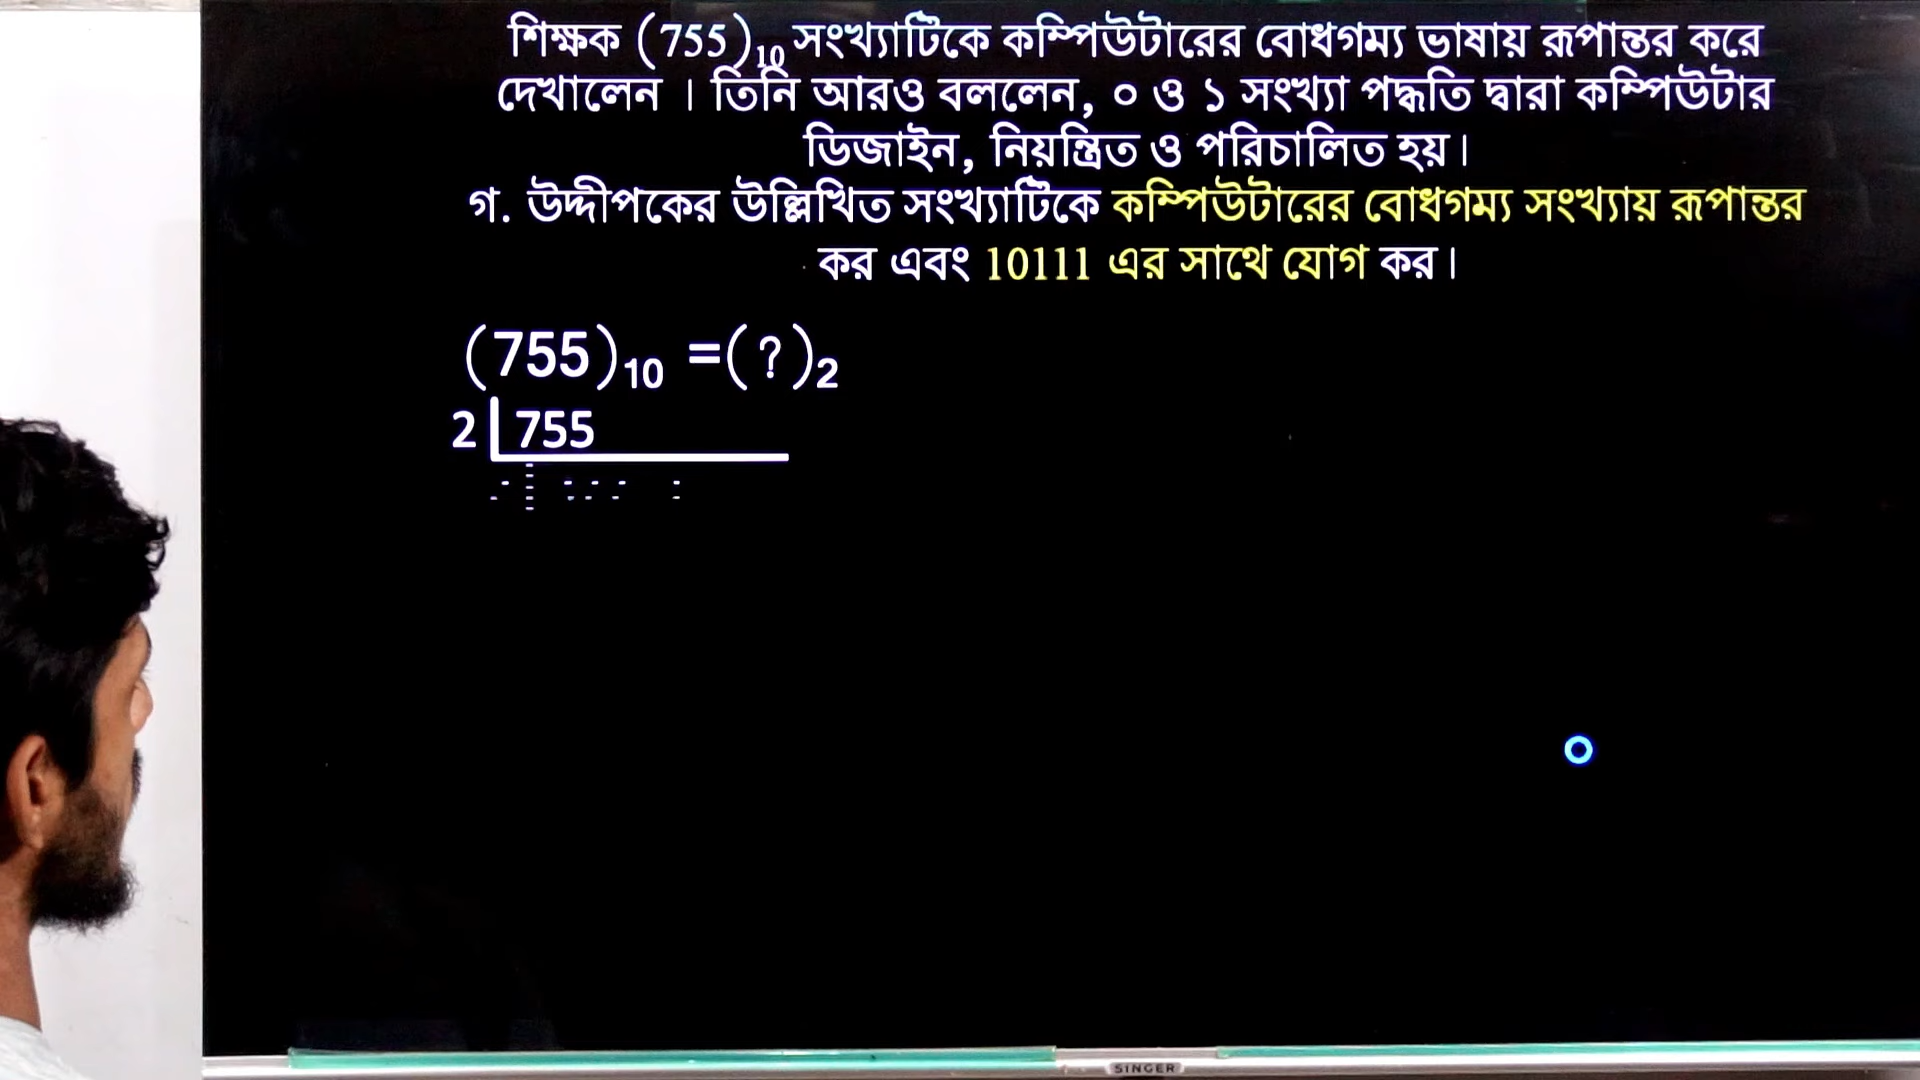 শিক্ষক (755)₁₀ সংখ্যাটিকে কম্পিউটারের বোধগম্য ভাষায় রূপান্তর করে
দেখালেন । তিনি আরও বললেন, ০ ও ১ সংখ্যা পদ্ধতি দ্বারা কম্পিউটার
ডিজাইন, নিয়ন্ত্রিত ও পরিচালিত হয়।
গ. উদ্দীপকের উল্লিখিত সংখ্যাটিকে কম্পিউটারের বোধগম্য সংখ্যায় রূপান্তর
কর এবং 10111 এর সাথে যোগ কর।
(755)₁₀ =(?)₂
2 755
SINGER